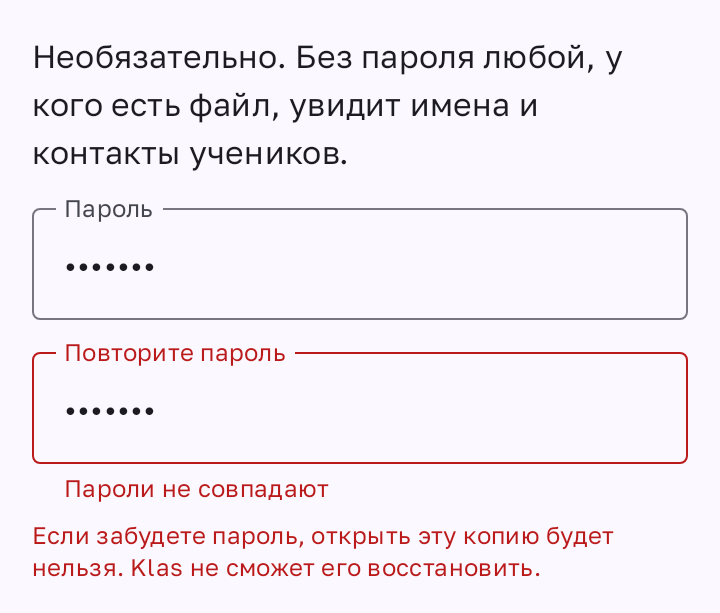 Необязательно. Без пароля любой, у
кого есть файл, увидит имена и
контакты учеников.
Пароль
•••••••
Повторите пароль
•••••••
Пароли не совпадают
Если забудете пароль, открыть эту копию будет
нельзя. Klas не сможет его восстановить.